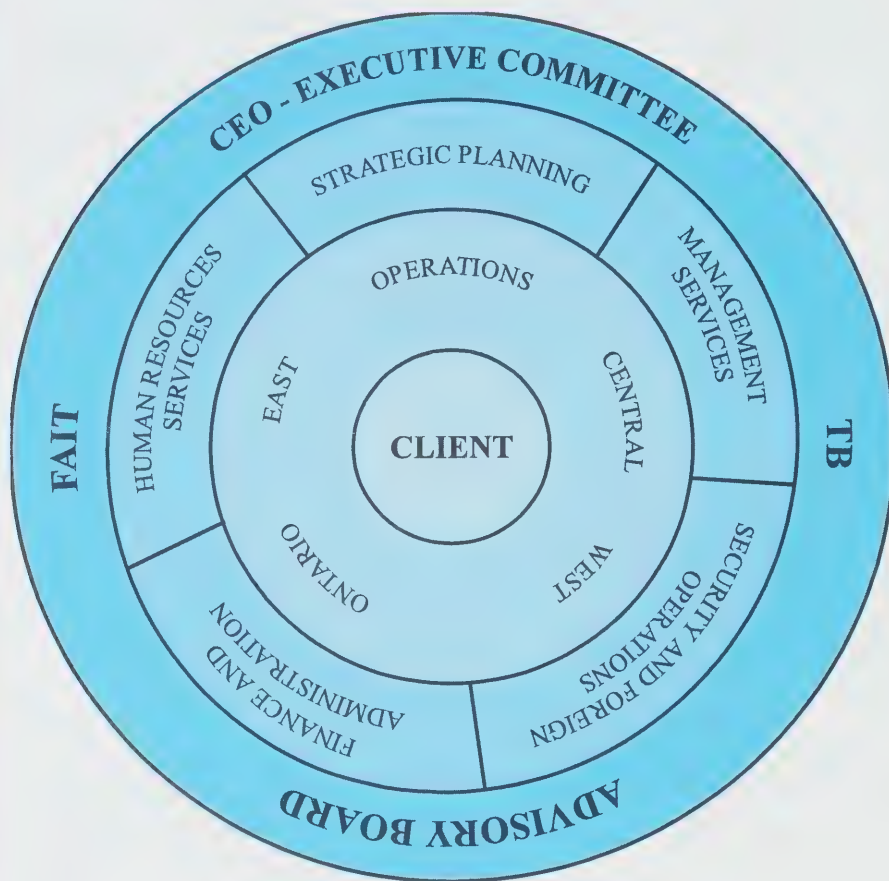 CEO - EXECUTIVE COMMITTEE
STRATEGIC PLANNING
MANAGEMENT
SERVICES
HUMAN RESOURCES
SERVICES
OPERATIONS
EAST
CENTRAL
CLIENT
FAIT
TB
ONTARIO
WEST
FINANCE AND
ADMINISTRATION
SECURITY AND FOREIGN
OPERATIONS
ADVISORY BOARD